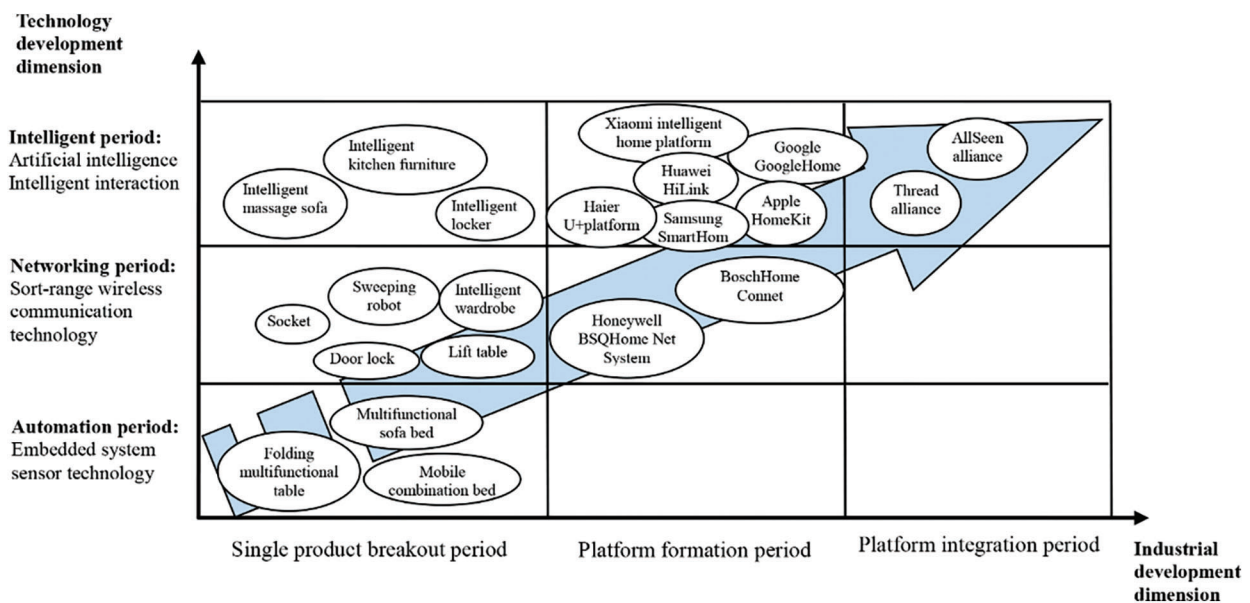 Technology
development
dimension
Intelligent period:
Artificial intelligence
Intelligent interaction
Intelligent
kitchen furniture
Intelligent
massage sofa
Intelligent
locker
Xiaomi intelligent
home platform
Google
GoogleHome
Huawei
HiLink
Haier
U+platform
Samsung
SmartHom
Apple
HomeKit
AllSeen
alliance
Thread
alliance
Networking period:
Sort-range wireless
communication
technology
Sweeping
robot
Intelligent
wardrobe
Socket
Door lock
Lift table
BoschHome
Connet
Honeywell
BSQHome Net
System
Automation period:
Embedded system
sensor technology
Multifunctional
sofa bed
Folding
multifunctional
table
Mobile
combination bed
Single product breakout period
Platform formation period
Platform integration period
Industrial
development
dimension